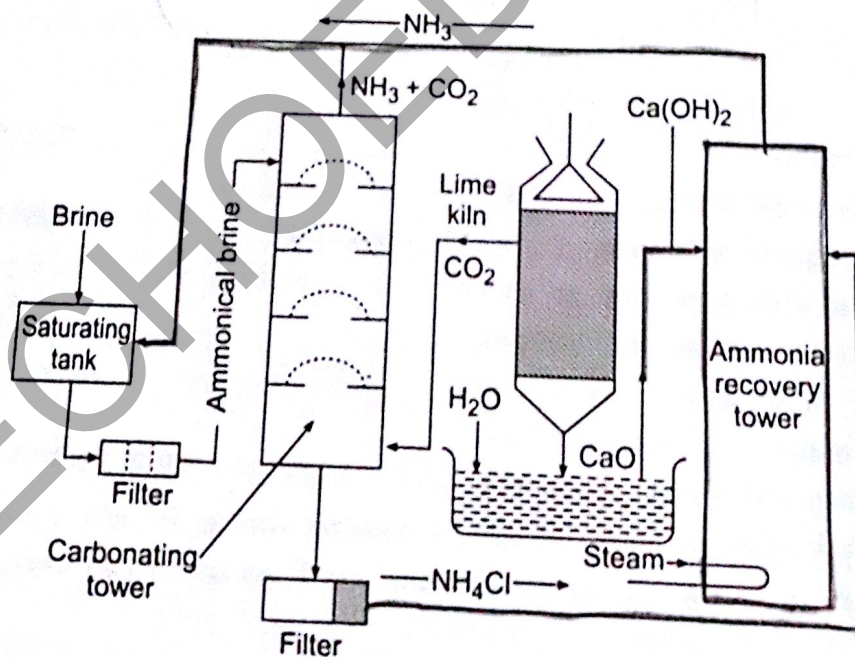 NH3
NH3 + CO2
Ca(OH)2
Lime
kiln
Brine
CO2
Ammonical brine
Saturating
tank
Ammonia
recovery
tower
H2O
CaO
Filter
Carbonating
tower
Steam
NH4Cl
Filter